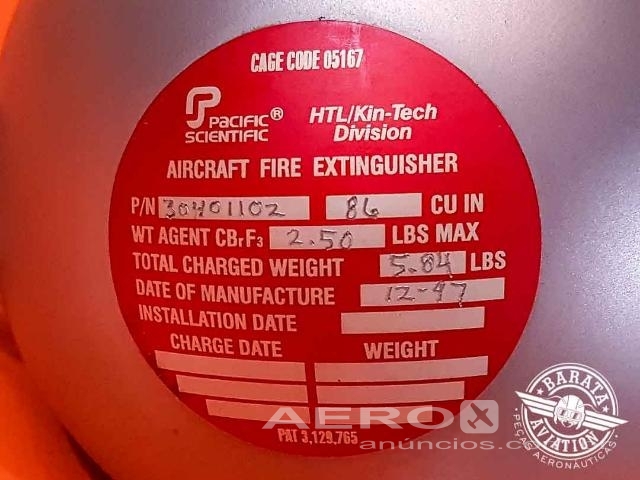 CAGE CODE 05167
PACIFIC SCIENTIFIC®
HTL/Kin-Tech Division
AIRCRAFT FIRE EXTINGUISHER
P/N 30401102 86 CU IN
WT AGENT CBrF3 2.50 LBS MAX
TOTAL CHARGED WEIGHT 5.84 LBS
DATE OF MANUFACTURE 12-97
INSTALLATION DATE
CHARGE DATE WEIGHT
PAT 3,129,765
AEROX
anúncios.c
BARATA
AVIATION
PEÇAS AERONÁUTICAS